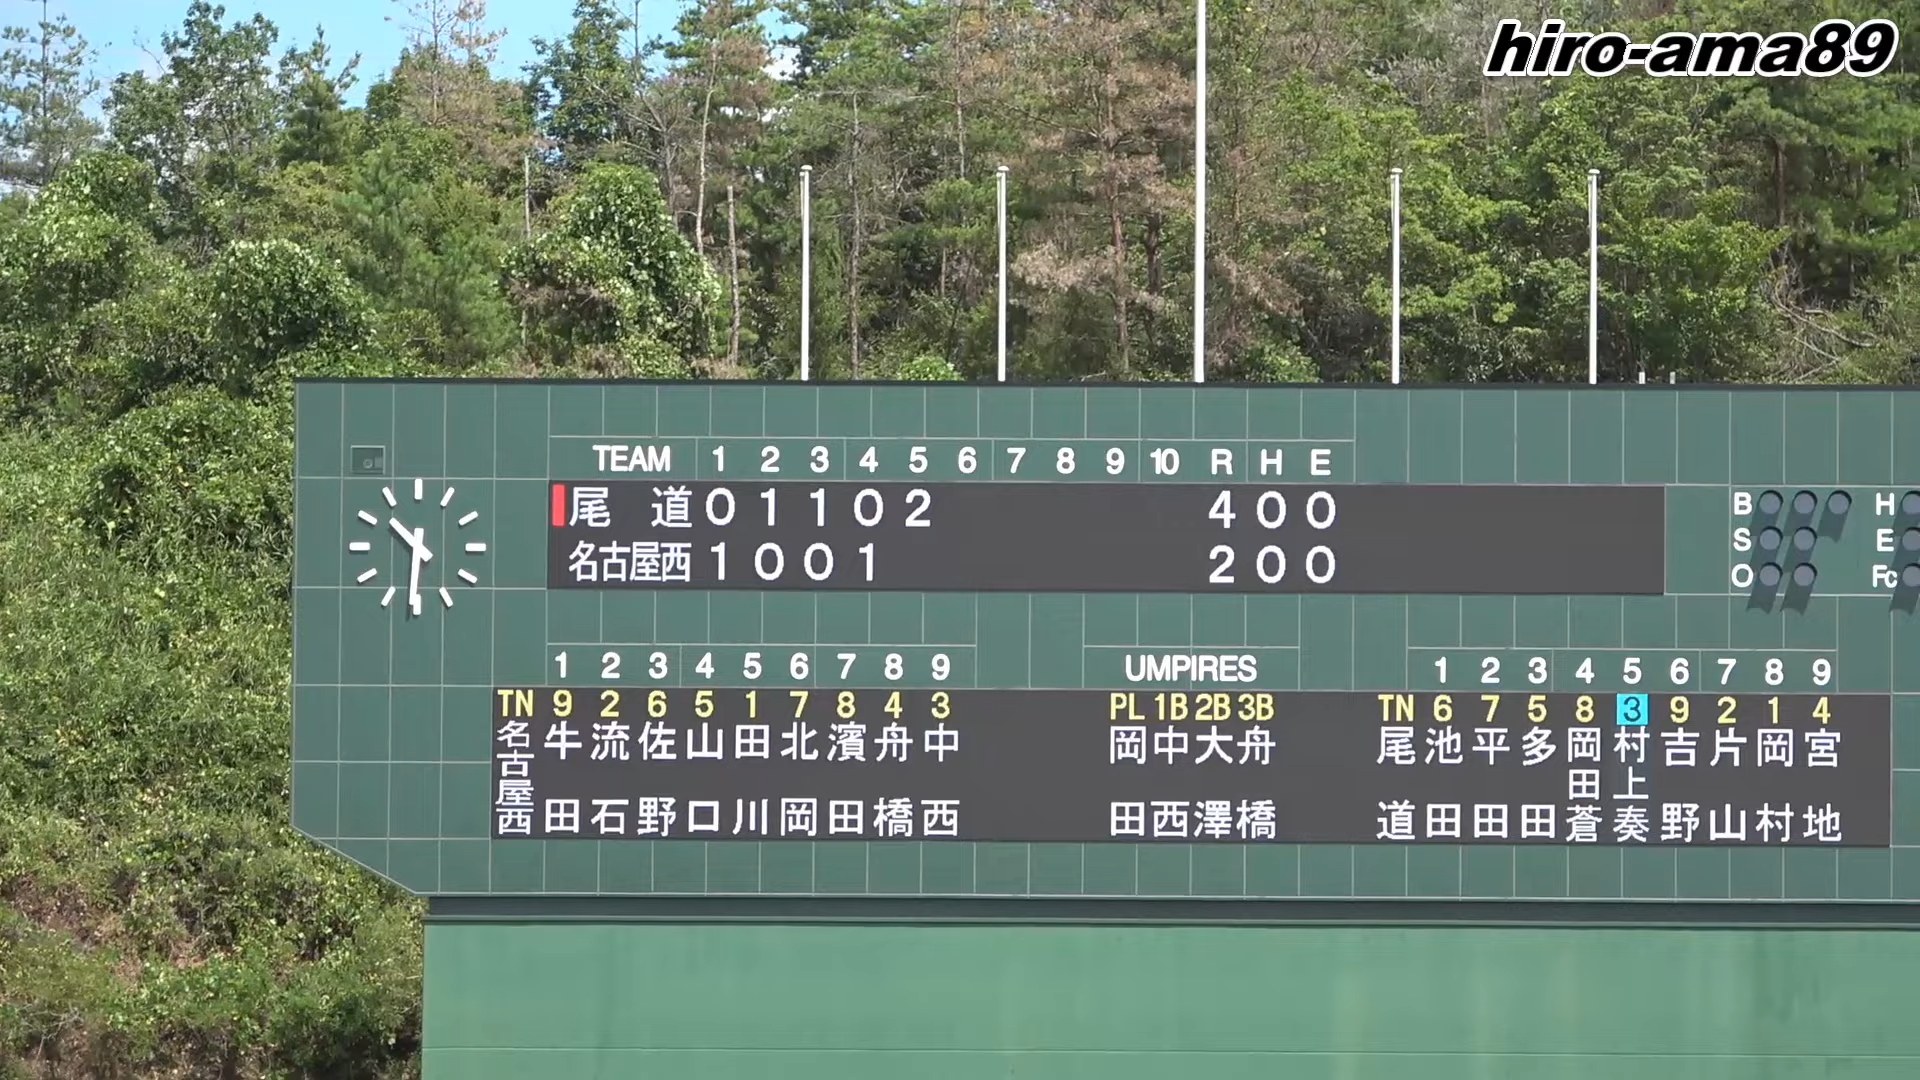 hiro-ama89
TEAM 1 2 3 4 5 6 7 8 9 10 R H E
尾道 0 1 1 0 2 4 0 0
名古屋西 1 0 0 1 2 0 0
B H
S E
O Fc
1 2 3 4 5 6 7 8 9
TN 9 2 6 5 1 7 8 4 3
名古屋西 牛田 流石 佐野 山口 田川 北岡 濱田 舟橋 中西
UMPIRES
PL 1B 2B 3B
岡田 中西 大澤 舟橋
1 2 3 4 5 6 7 8 9
TN 6 7 5 8 3 9 2 1 4
尾道 池田 平田 多田 岡田蒼 村上奏 吉野 片山 岡村 宮地